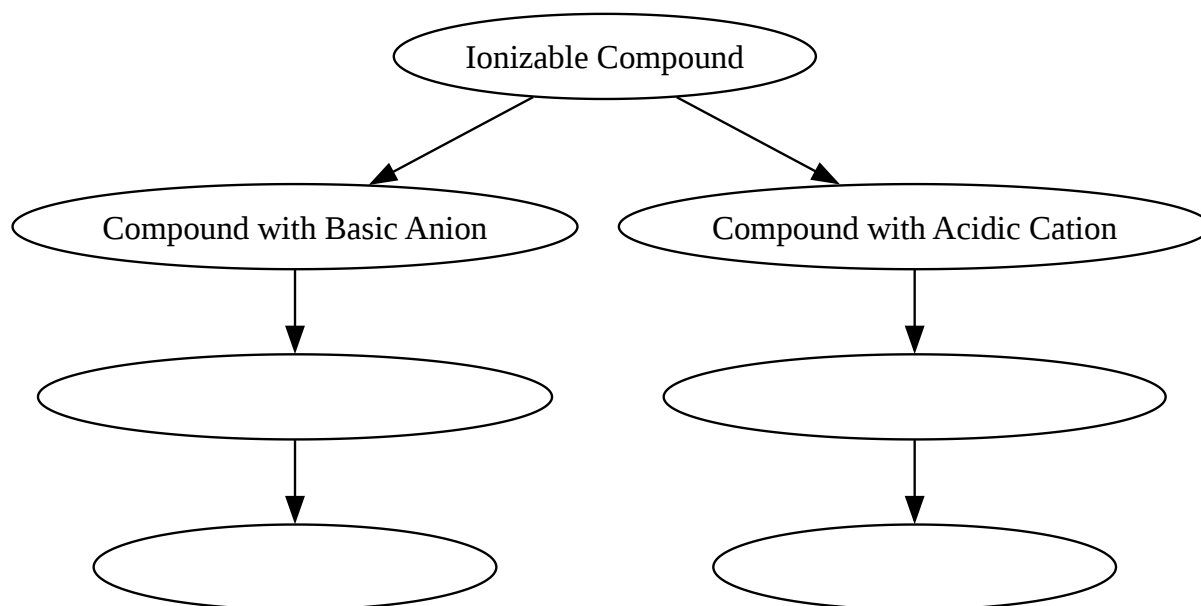 Ionizable Compound
Compound with Basic Anion
Compound with Acidic Cation